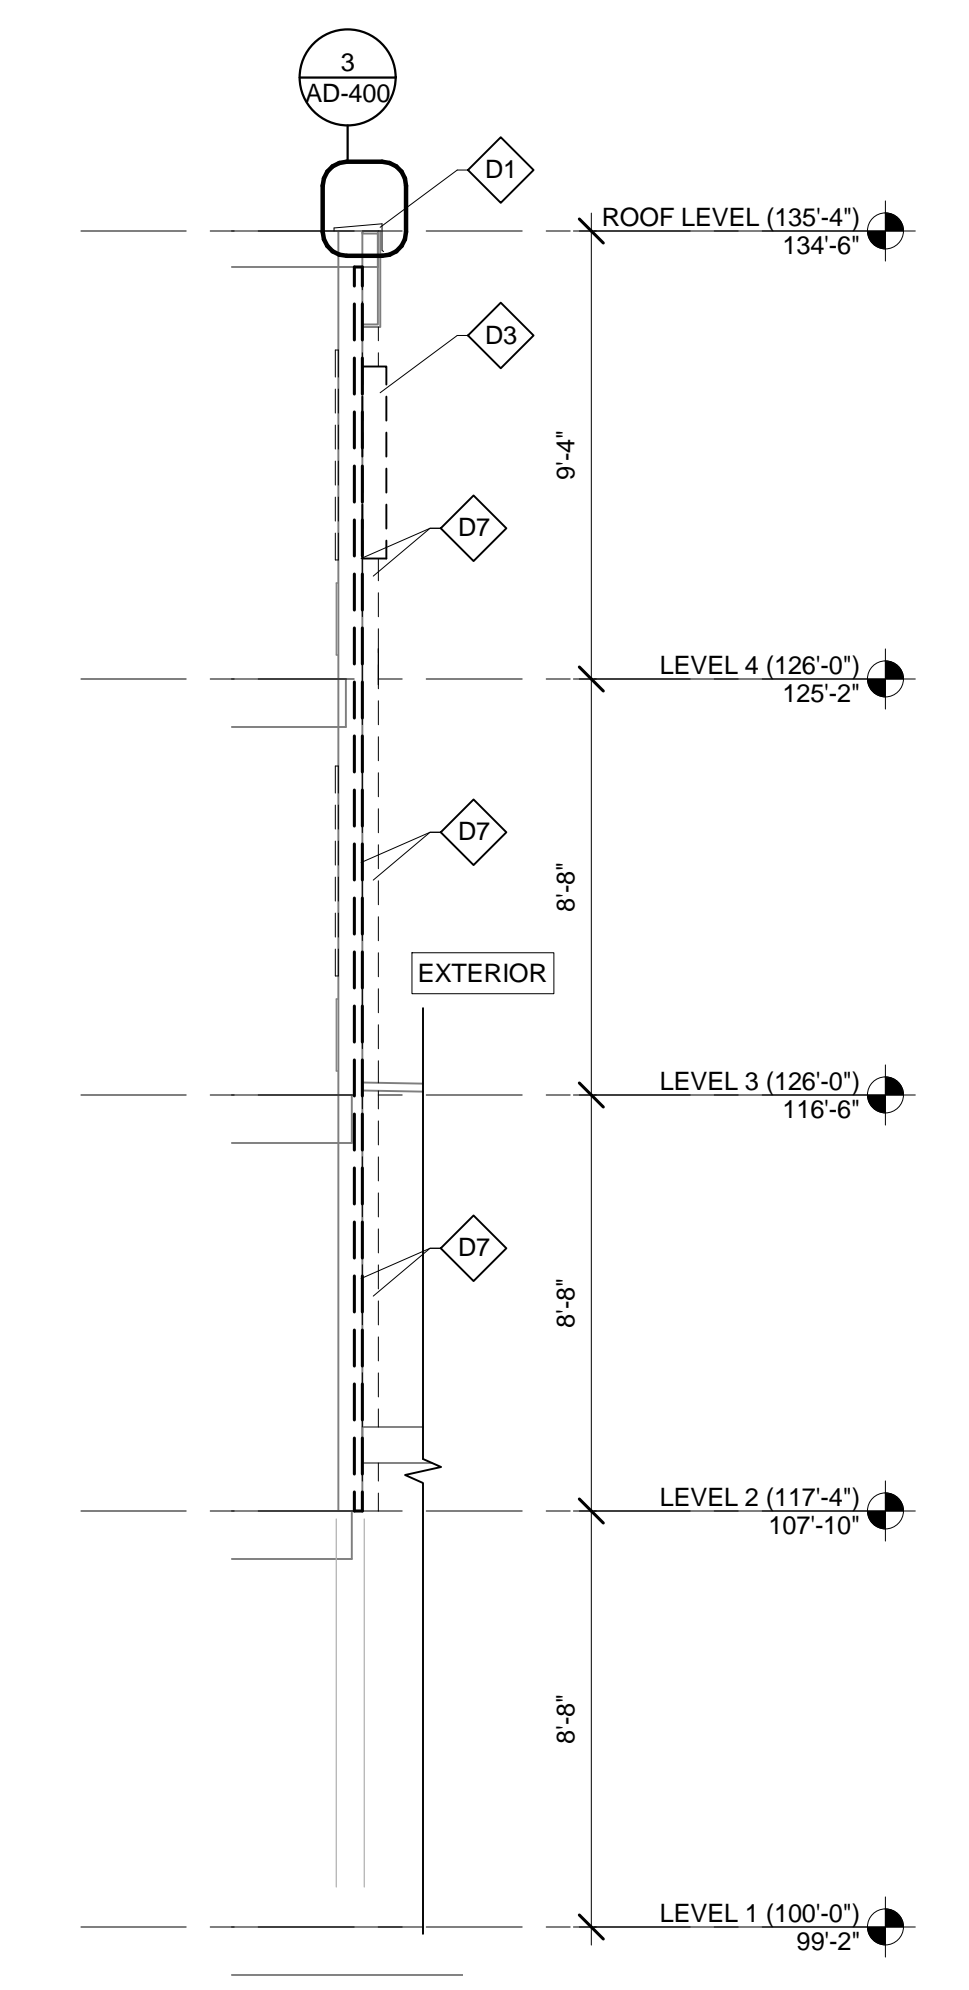 3
AD-400
D1
ROOF LEVEL (135'-4")
134'-6"
D3
9'-4"
D7
LEVEL 4 (126'-0")
125'-2"
D7
8'-8"
EXTERIOR
LEVEL 3 (126'-0")
116'-6"
D7
8'-8"
LEVEL 2 (117'-4")
107'-10"
8'-8"
LEVEL 1 (100'-0")
99'-2"